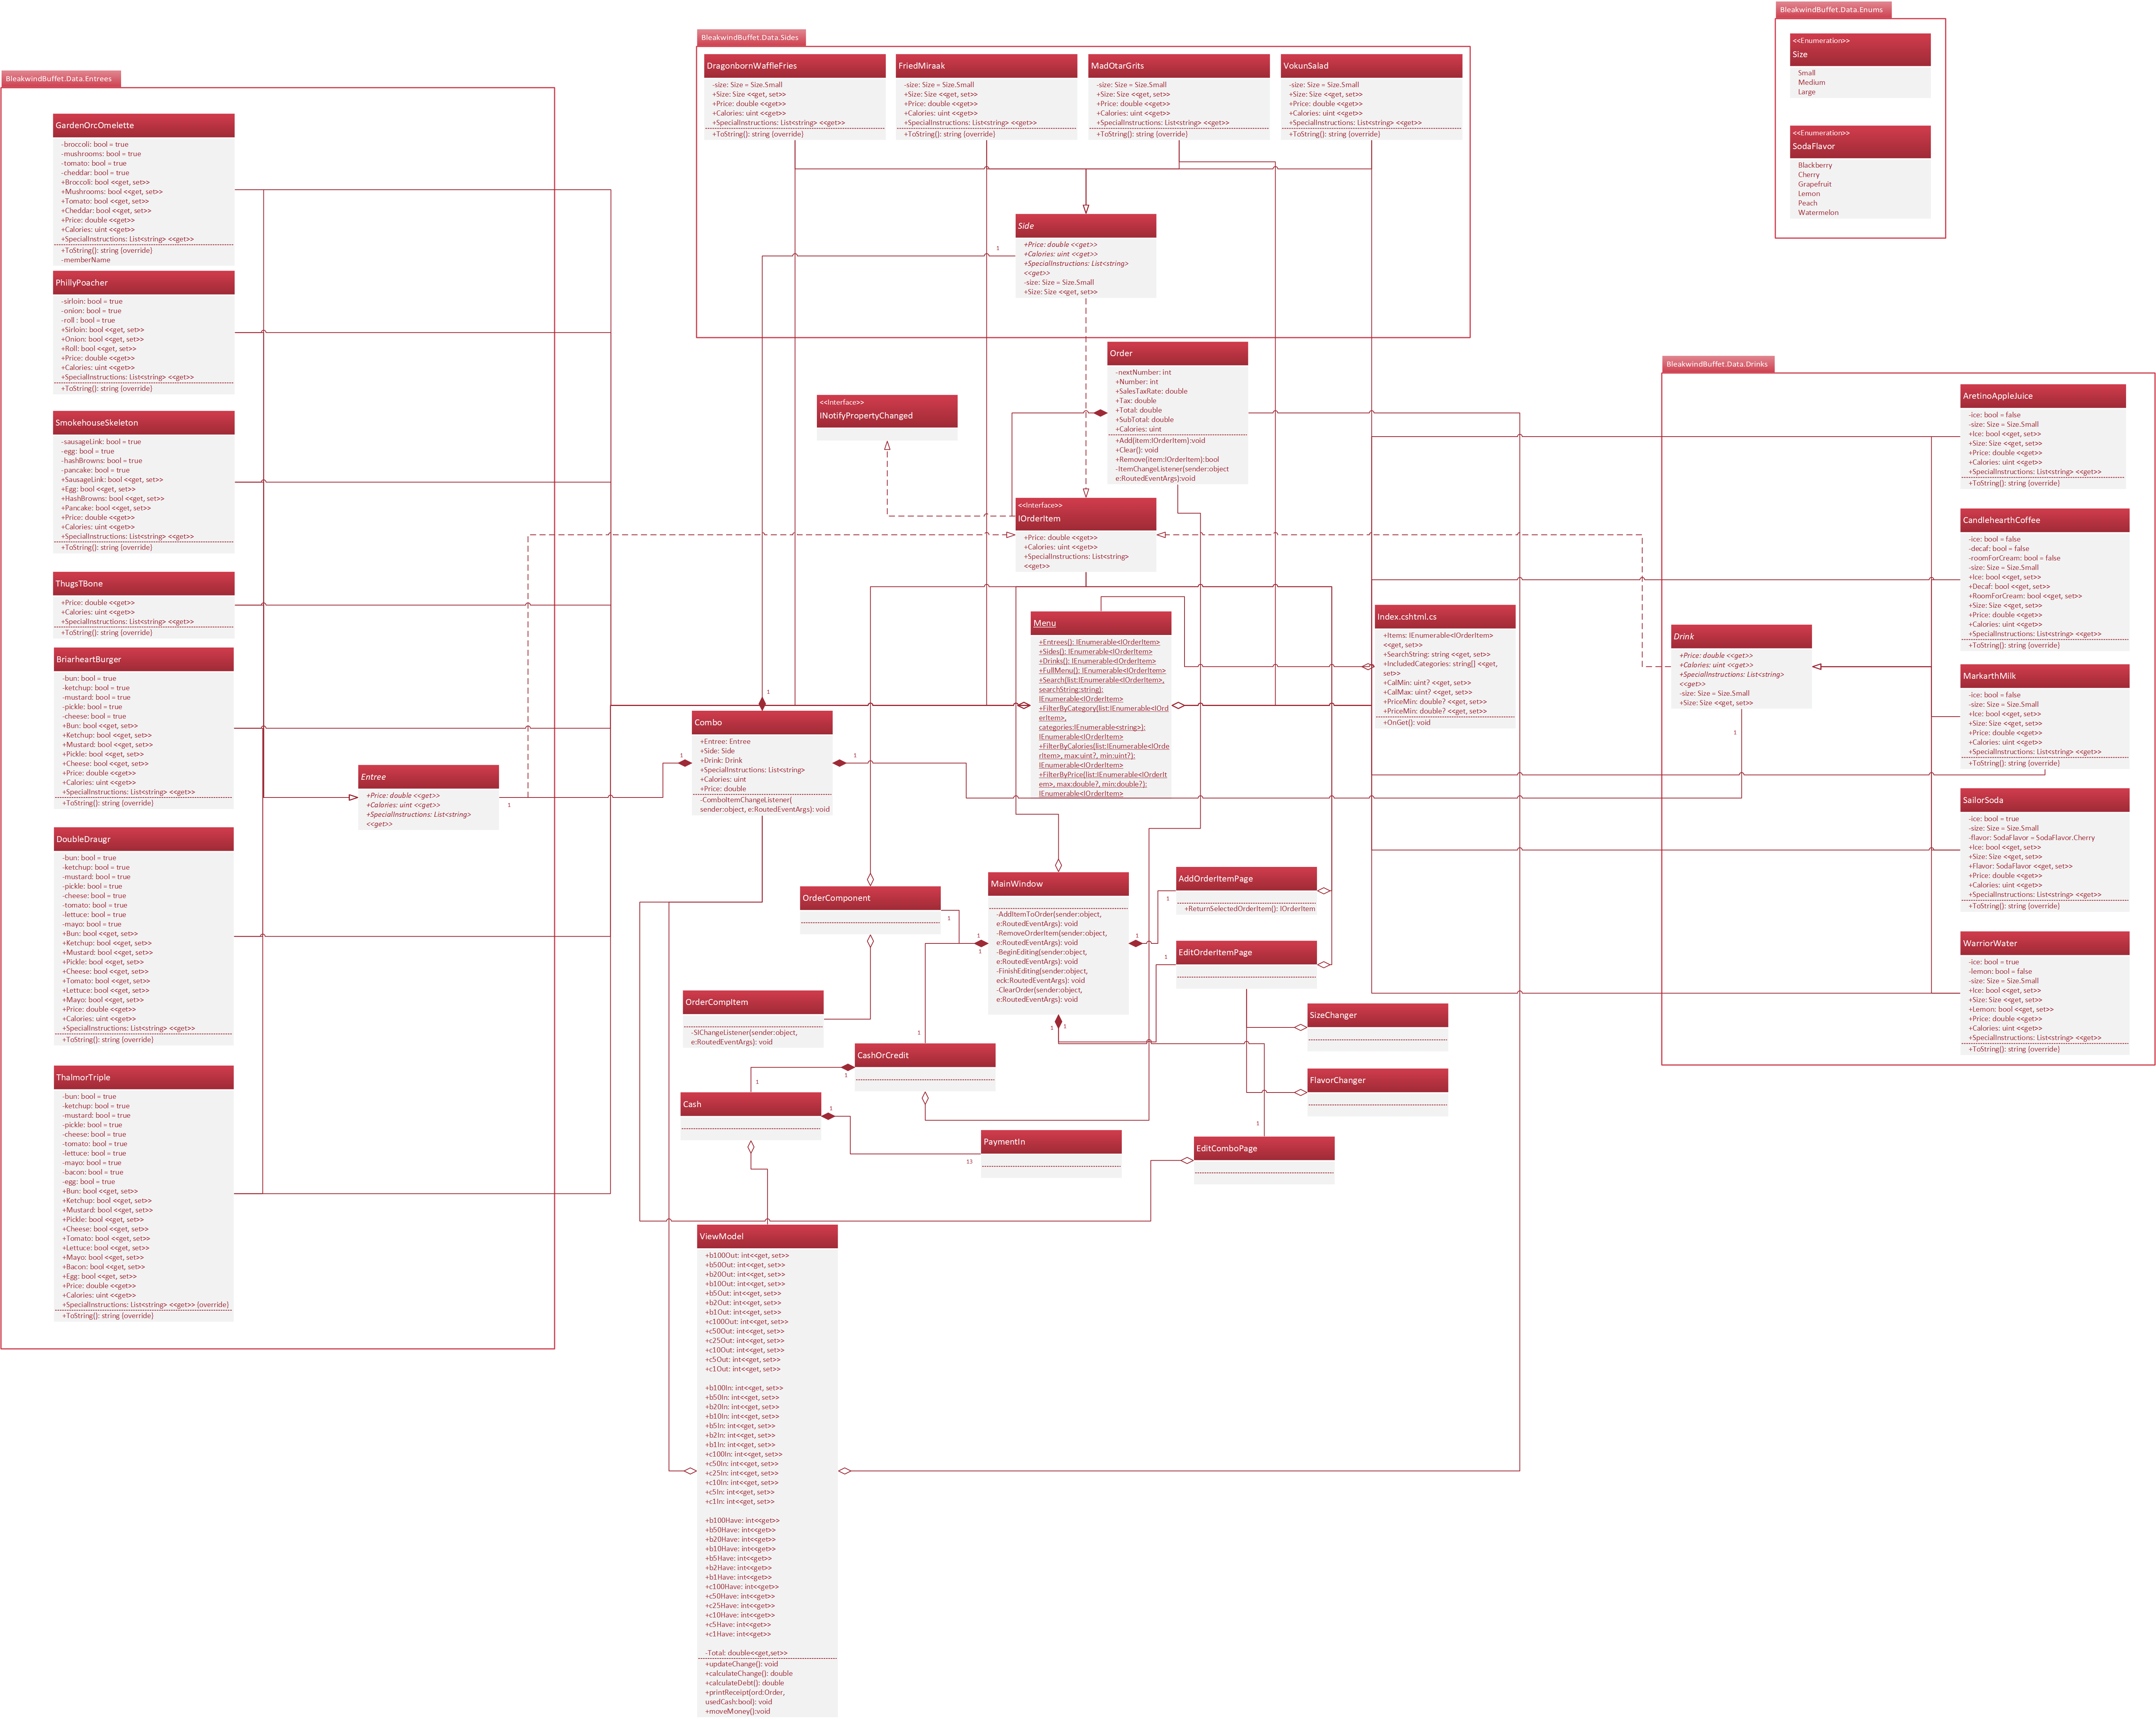 BleakwindBuffet.Data.Entrees
GardenOrcOmelette
-broccoli: bool = true
-mushrooms: bool = true
-tomato: bool = true
-cheddar: bool = true
+Broccoli: bool <<get, set>>
+Mushrooms: bool <<get, set>>
+Tomato: bool <<get, set>>
+Cheddar: bool <<get, set>>
+Price: double <<get>>
+Calories: uint <<get>>
+SpecialInstructions: List<string> <<get>>
+ToString(): string {override}
-memberName
PhillyPoacher
-sirloin: bool = true
-onion: bool = true
-roll : bool = true
+Sirloin: bool <<get, set>>
+Onion: bool <<get, set>>
+Roll: bool <<get, set>>
+Price: double <<get>>
+Calories: uint <<get>>
+SpecialInstructions: List<string> <<get>>
+ToString(): string {override}
SmokehouseSkeleton
-sausageLink: bool = true
-egg: bool = true
-hashBrowns: bool = true
-pancake: bool = true
+SausageLink: bool <<get, set>>
+Egg: bool <<get, set>>
+HashBrowns: bool <<get, set>>
+Pancake: bool <<get, set>>
+Price: double <<get>>
+Calories: uint <<get>>
+SpecialInstructions: List<string> <<get>>
+ToString(): string {override}
ThugsTBone
+Price: double <<get>>
+Calories: uint <<get>>
+SpecialInstructions: List<string> <<get>>
+ToString(): string {override}
BriarheartBurger
-bun: bool = true
-ketchup: bool = true
-mustard: bool = true
-pickle: bool = true
-cheese: bool = true
+Bun: bool <<get, set>>
+Ketchup: bool <<get, set>>
+Mustard: bool <<get, set>>
+Pickle: bool <<get, set>>
+Cheese: bool <<get, set>>
+Price: double <<get>>
+Calories: uint <<get>>
+SpecialInstructions: List<string> <<get>>
+ToString(): string {override}
DoubleDraugr
-bun: bool = true
-ketchup: bool = true
-mustard: bool = true
-pickle: bool = true
-cheese: bool = true
-tomato: bool = true
-lettuce: bool = true
-mayo: bool = true
+Bun: bool <<get, set>>
+Ketchup: bool <<get, set>>
+Mustard: bool <<get, set>>
+Pickle: bool <<get, set>>
+Cheese: bool <<get, set>>
+Tomato: bool <<get, set>>
+Lettuce: bool <<get, set>>
+Mayo: bool <<get, set>>
+Price: double <<get>>
+Calories: uint <<get>>
+SpecialInstructions: List<string> <<get>>
+ToString(): string {override}
ThalmorTriple
-bun: bool = true
-ketchup: bool = true
-mustard: bool = true
-pickle: bool = true
-cheese: bool = true
-tomato: bool = true
-lettuce: bool = true
-mayo: bool = true
-bacon: bool = true
-egg: bool = true
+Bun: bool <<get, set>>
+Ketchup: bool <<get, set>>
+Mustard: bool <<get, set>>
+Pickle: bool <<get, set>>
+Cheese: bool <<get, set>>
+Tomato: bool <<get, set>>
+Lettuce: bool <<get, set>>
+Mayo: bool <<get, set>>
+Bacon: bool <<get, set>>
+Egg: bool <<get, set>>
+Price: double <<get>>
+Calories: uint <<get>>
+SpecialInstructions: List<string> <<get>> {override}
+ToString(): string {override}
Entree
+Price: double <<get>>
+Calories: uint <<get>>
+SpecialInstructions: List<string>
<<get>>
1
BleakwindBuffet.Data.Sides
DragonbornWaffleFries
-size: Size = Size.Small
+Size: Size <<get, set>>
+Price: double <<get>>
+Calories: uint <<get>>
+SpecialInstructions: List<string> <<get>>
+ToString(): string {override}
FriedMiraak
-size: Size = Size.Small
+Size: Size <<get, set>>
+Price: double <<get>>
+Calories: uint <<get>>
+SpecialInstructions: List<string> <<get>>
+ToString(): string {override}
MadOtarGrits
-size: Size = Size.Small
+Size: Size <<get, set>>
+Price: double <<get>>
+Calories: uint <<get>>
+SpecialInstructions: List<string> <<get>>
+ToString(): string {override}
VokunSalad
-size: Size = Size.Small
+Size: Size <<get, set>>
+Price: double <<get>>
+Calories: uint <<get>>
+SpecialInstructions: List<string> <<get>>
+ToString(): string {override}
Side
+Price: double <<get>>
+Calories: uint <<get>>
+SpecialInstructions: List<string>
<<get>>
-size: Size = Size.Small
+Size: Size <<get, set>>
1
Order
-nextNumber: int
+Number: int
+SalesTaxRate: double
+Tax: double
+Total: double
+SubTotal: double
+Calories: uint
+Add(item:IOrderItem):void
+Clear(): void
+Remove(item:IOrderItem):bool
-ItemChangeListener(sender:object
e:RoutedEventArgs):void
<<Interface>>
INotifyPropertyChanged
<<Interface>>
IOrderItem
+Price: double <<get>>
+Calories: uint <<get>>
+SpecialInstructions: List<string>
<<get>>
Menu
+Entrees(): IEnumerable<IOrderItem>
+Sides(): IEnumerable<IOrderItem>
+Drinks(): IEnumerable<IOrderItem>
+FullMenu(): IEnumerable<IOrderItem>
+Search(list:IEnumerable<IOrderItem>,
searchString:string):
IEnumerable<IOrderItem>
+FilterByCategory(list:IEnumerable<IOrd
erItem>,
categories:IEnumerable<string>):
IEnumerable<IOrderItem>
+FilterByCalories(list:IEnumerable<IOrde
rItem>, max:uint?, min:uint?):
IEnumerable<IOrderItem>
+FilterByPrice(list:IEnumerable<IOrderIt
em>, max:double?, min:double?):
IEnumerable<IOrderItem>
Index.cshtml.cs
+Items: IEnumerable<IOrderItem>
<<get, set>>
+SearchString: string <<get, set>>
+IncludedCategories: string[] <<get,
set>>
+CalMin: uint? <<get, set>>
+CalMax: uint? <<get, set>>
+PriceMin: double? <<get, set>>
+PriceMin: double? <<get, set>>
+OnGet(): void
1
Combo
+Entree: Entree
+Side: Side
+Drink: Drink
+SpecialInstructions: List<string>
+Calories: uint
+Price: double
-ComboItemChangeListener(
sender:object, e:RoutedEventArgs): void
1
1
OrderComponent
1
MainWindow
-AddItemToOrder(sender:object,
e:RoutedEventArgs): void
-RemoveOrderItem(sender:object,
e:RoutedEventArgs): void
-BeginEditing(sender:object,
e:RoutedEventArgs): void
-FinishEditing(sender:object,
eck:RoutedEventArgs): void
-ClearOrder(sender:object,
e:RoutedEventArgs): void
1
1
1
1
1
AddOrderItemPage
+ReturnSelectedOrderItem(): IOrderItem
1
EditOrderItemPage
1
OrderCompItem
-SIChangeListener(sender:object,
e:RoutedEventArgs): void
SizeChanger
FlavorChanger
CashOrCredit
1
1
Cash
1
1
PaymentIn
13
EditComboPage
1
ViewModel
+b100Out: int<<get, set>>
+b50Out: int<<get, set>>
+b20Out: int<<get, set>>
+b10Out: int<<get, set>>
+b5Out: int<<get, set>>
+b2Out: int<<get, set>>
+b1Out: int<<get, set>>
+c100Out: int<<get, set>>
+c50Out: int<<get, set>>
+c25Out: int<<get, set>>
+c10Out: int<<get, set>>
+c5Out: int<<get, set>>
+c1Out: int<<get, set>>
+b100In: int<<get, set>>
+b50In: int<<get, set>>
+b20In: int<<get, set>>
+b10In: int<<get, set>>
+b5In: int<<get, set>>
+b2In: int<<get, set>>
+b1In: int<<get, set>>
+c100In: int<<get, set>>
+c50In: int<<get, set>>
+c25In: int<<get, set>>
+c10In: int<<get, set>>
+c5In: int<<get, set>>
+c1In: int<<get, set>>
+b100Have: int<<get>>
+b50Have: int<<get>>
+b20Have: int<<get>>
+b10Have: int<<get>>
+b5Have: int<<get>>
+b2Have: int<<get>>
+b1Have: int<<get>>
+c100Have: int<<get>>
+c50Have: int<<get>>
+c25Have: int<<get>>
+c10Have: int<<get>>
+c5Have: int<<get>>
+c1Have: int<<get>>
-Total: double<<get,set>>
+updateChange(): void
+calculateChange(): double
+calculateDebt(): double
+printReceipt(ord:Order,
usedCash:bool): void
+moveMoney():void
BleakwindBuffet.Data.Enums
<<Enumeration>>
Size
Small
Medium
Large
<<Enumeration>>
SodaFlavor
Blackberry
Cherry
Grapefruit
Lemon
Peach
Watermelon
BleakwindBuffet.Data.Drinks
Drink
+Price: double <<get>>
+Calories: uint <<get>>
+SpecialInstructions: List<string>
<<get>>
-size: Size = Size.Small
+Size: Size <<get, set>>
1
AretinoAppleJuice
-ice: bool = false
-size: Size = Size.Small
+Ice: bool <<get, set>>
+Size: Size <<get, set>>
+Price: double <<get>>
+Calories: uint <<get>>
+SpecialInstructions: List<string> <<get>>
+ToString(): string {override}
CandlehearthCoffee
-ice: bool = false
-decaf: bool = false
-roomForCream: bool = false
-size: Size = Size.Small
+Ice: bool <<get, set>>
+Decaf: bool <<get, set>>
+RoomForCream: bool <<get, set>>
+Size: Size <<get, set>>
+Price: double <<get>>
+Calories: uint <<get>>
+SpecialInstructions: List<string> <<get>>
+ToString(): string {override}
MarkarthMilk
-ice: bool = false
-size: Size = Size.Small
+Ice: bool <<get, set>>
+Size: Size <<get, set>>
+Price: double <<get>>
+Calories: uint <<get>>
+SpecialInstructions: List<string> <<get>>
+ToString(): string {override}
SailorSoda
-ice: bool = true
-size: Size = Size.Small
-flavor: SodaFlavor = SodaFlavor.Cherry
+Ice: bool <<get, set>>
+Size: Size <<get, set>>
+Flavor: SodaFlavor <<get, set>>
+Price: double <<get>>
+Calories: uint <<get>>
+SpecialInstructions: List<string> <<get>>
+ToString(): string {override}
WarriorWater
-ice: bool = true
-lemon: bool = false
-size: Size = Size.Small
+Ice: bool <<get, set>>
+Size: Size <<get, set>>
+Lemon: bool <<get, set>>
+Price: double <<get>>
+Calories: uint <<get>>
+SpecialInstructions: List<string> <<get>>
+ToString(): string {override}